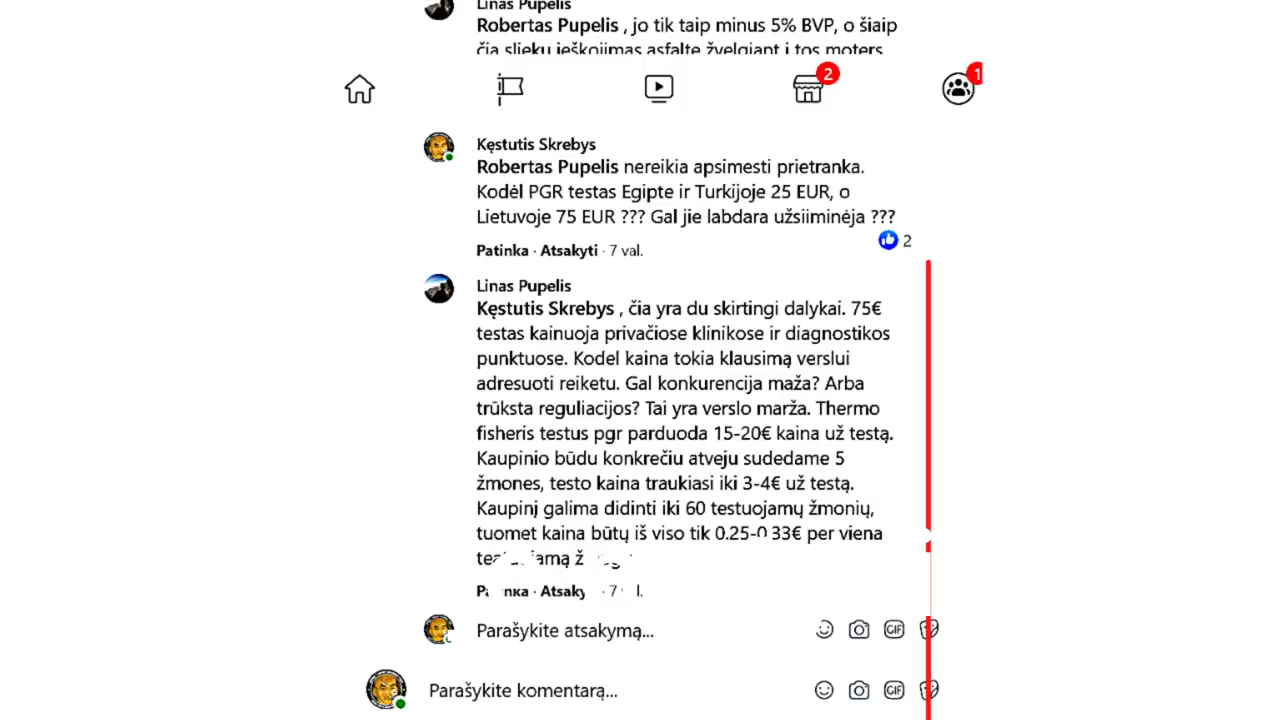 Linas Pupelis
Robertas Pupelis , jo tik taip minus 5% BVP, o šiaip
čia slieku ieškojimas asfalte žvelgiant i tos moters
2
1
Kęstutis Skrebys
Robertas Pupelis nereikia apsimesti prietranka.
Kodėl PGR testas Egipte ir Turkijoje 25 EUR, o
Lietuvoje 75 EUR ??? Gal jie labdara užsiiminėja ???
2
Patinka · Atsakyti · 7 val.
Linas Pupelis
Kęstutis Skrebys , čia yra du skirtingi dalykai. 75€
testas kainuoja privačiose klinikose ir diagnostikos
punktuose. Kodel kaina tokia klausimą verslui
adresuoti reiketu. Gal konkurencija maža? Arba
trūksta reguliacijos? Tai yra verslo marža. Thermo
fisheris testus pgr parduoda 15-20€ kaina už testą.
Kaupinio būdu konkrečiu atveju sudedame 5
žmones, testo kaina traukiasi iki 3-4€ už testą.
Kaupinį galima didinti iki 60 testuojamų žmonių,
tuomet kaina būtų iš viso tik 0.25-0 33€ per viena
Parašykite atsakymą...
GIF
Parašykite komentarą...
GIF